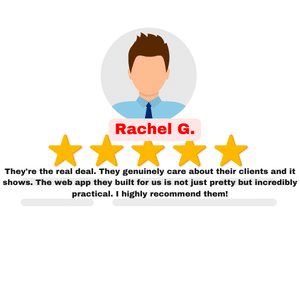 Rachel G.
They're the real deal. They genuinely care about their clients and it
shows. The web app they built for us is not just pretty but incredibly
practical. I highly recommend them!